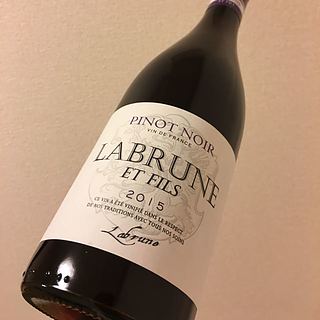 PINOT NOIR
VIN DE FRANCE
LABRUNE
ET FILS
2015
CE VIN A ÉTÉ VINIFIÉ DANS LE RESPECT
DE NOS TRADITIONS AVEC TOUS NOS SOINS
Labrune